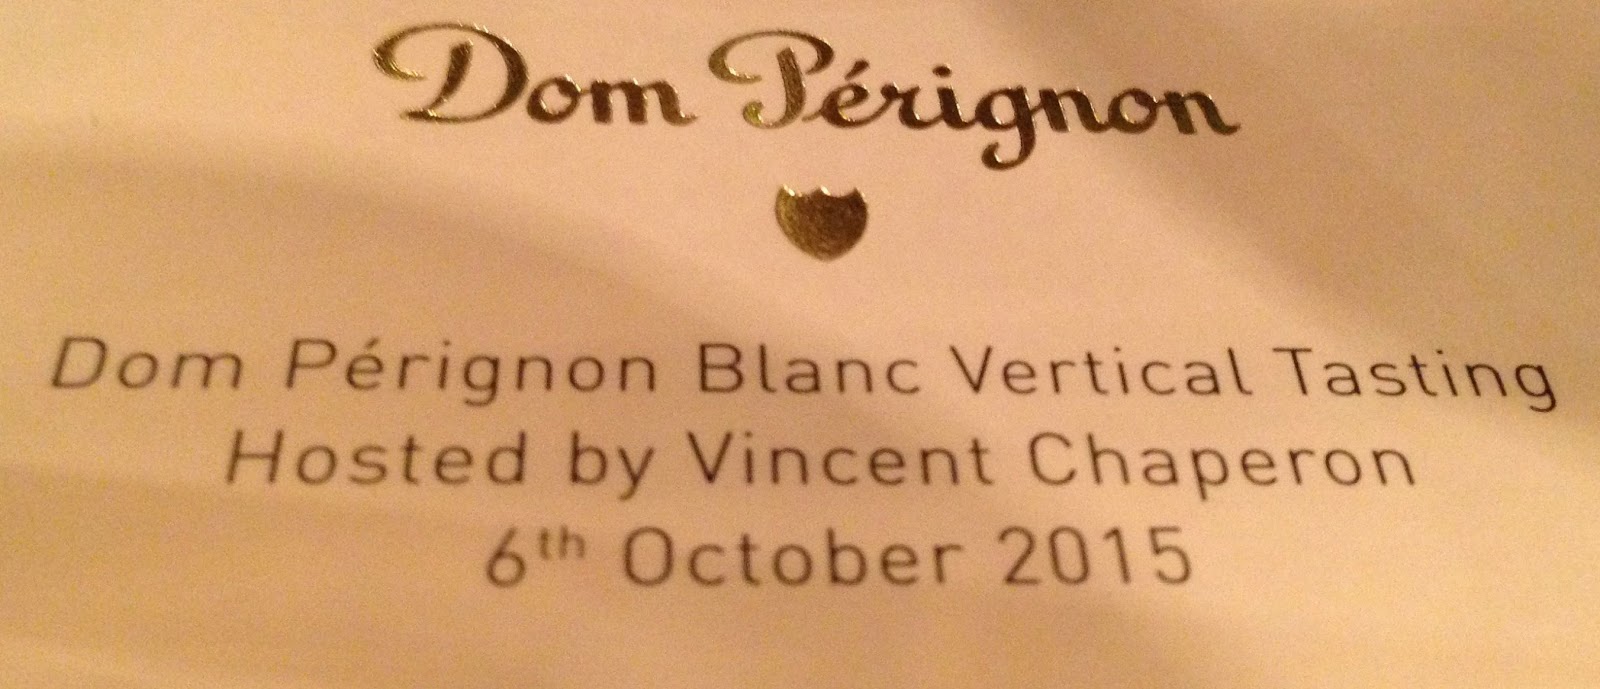 Dom Pérignon
Dom Pérignon Blanc Vertical Tasting
Hosted by Vincent Chaperon
6th October 2015